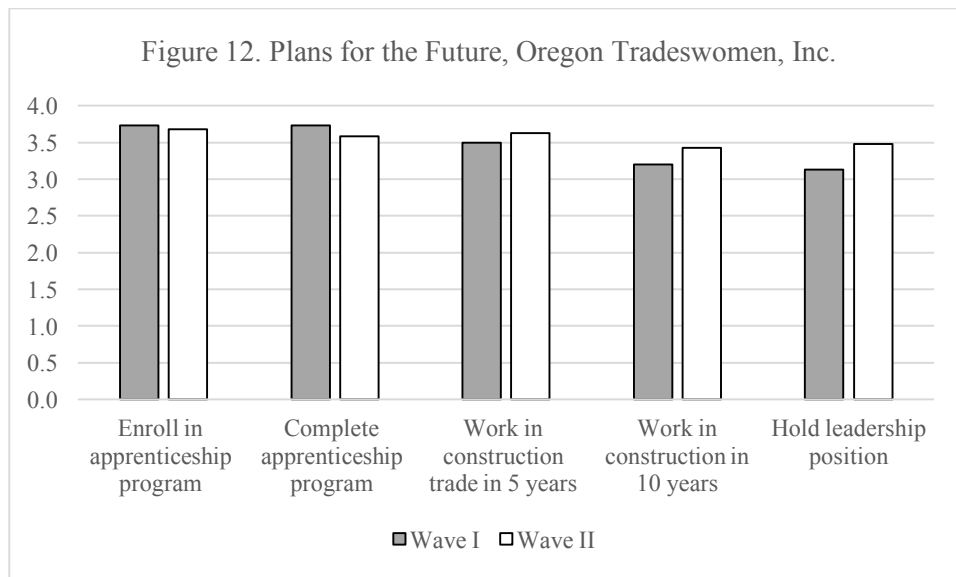 Figure 12. Plans for the Future, Oregon Tradeswomen, Inc.
4.0
3.5
3.0
2.5
2.0
1.5
1.0
0.5
0.0
Enroll in
apprenticeship
program
Complete
apprenticeship
program
Work in
construction
trade in 5 years
Work in
construction in
10 years
Hold leadership
position
Wave I
Wave II